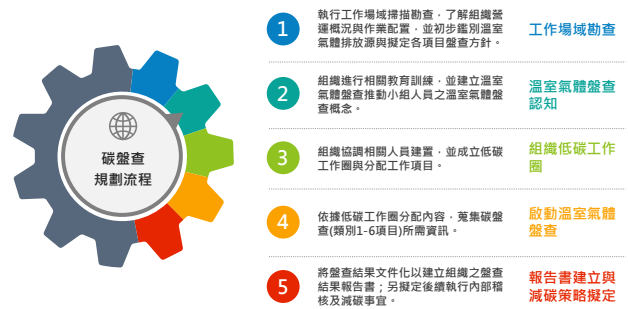 碳盤查
規劃流程
1
執行工作場域掃描勘查，了解組織營
運概況與作業配置，並初步鑑別溫室
氣體排放源與擬定各項目盤查方針。
工作場域勘查
2
組織進行相關教育訓練，並建立溫室
氣體盤查推動小組人員之溫室氣體盤
查概念。
溫室氣體盤查
認知
3
組織協調相關人員建置，並成立低碳
工作圈與分配工作項目。
組織低碳工作
圈
4
依據低碳工作圈分配內容，蒐集碳盤
查(類別1-6項目)所需資訊。
啟動溫室氣體
盤查
5
將盤查結果文件化以建立組織之盤查
結果報告書；另擬定後續執行內部稽
核及減碳事宜。
報告書建立與
減碳策略擬定